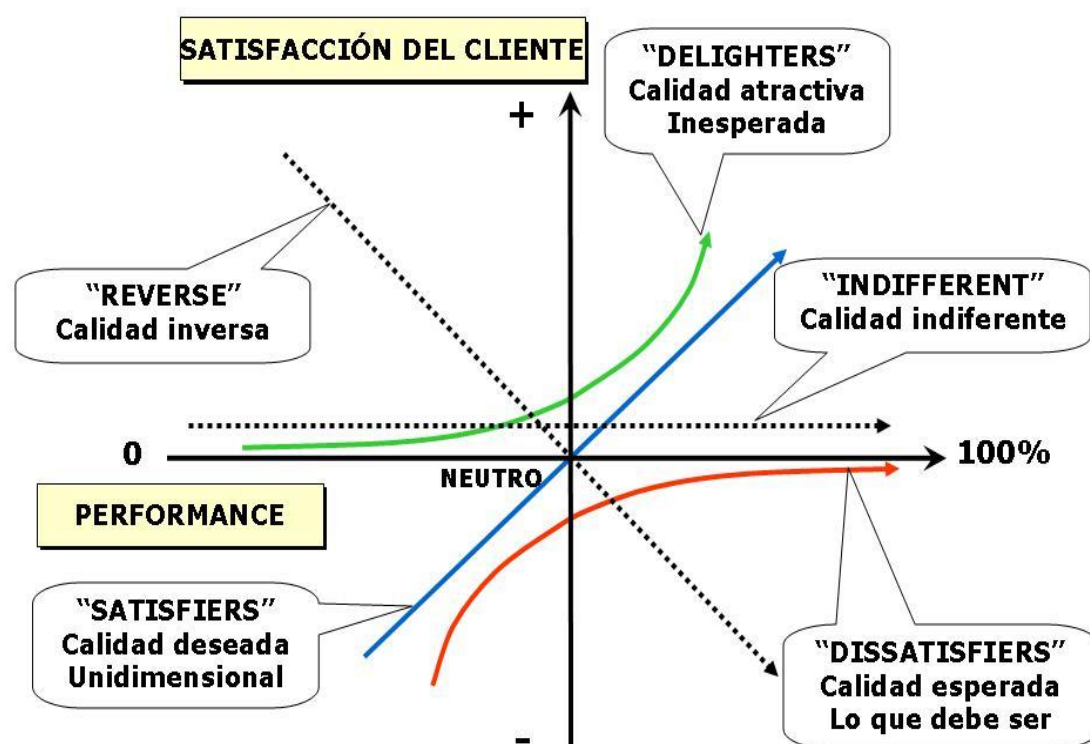 SATISFACCIÓN DEL CLIENTE
+
“DELIGHTERS”
Calidad atractiva
Inesperada
“REVERSE”
Calidad inversa
“INDIFFERENT”
Calidad indiferente
0
NEUTRO
100%
PERFORMANCE
“SATISFIERS”
Calidad deseada
Unidimensional
“DISSATISFIERS”
Calidad esperada
Lo que debe ser
-